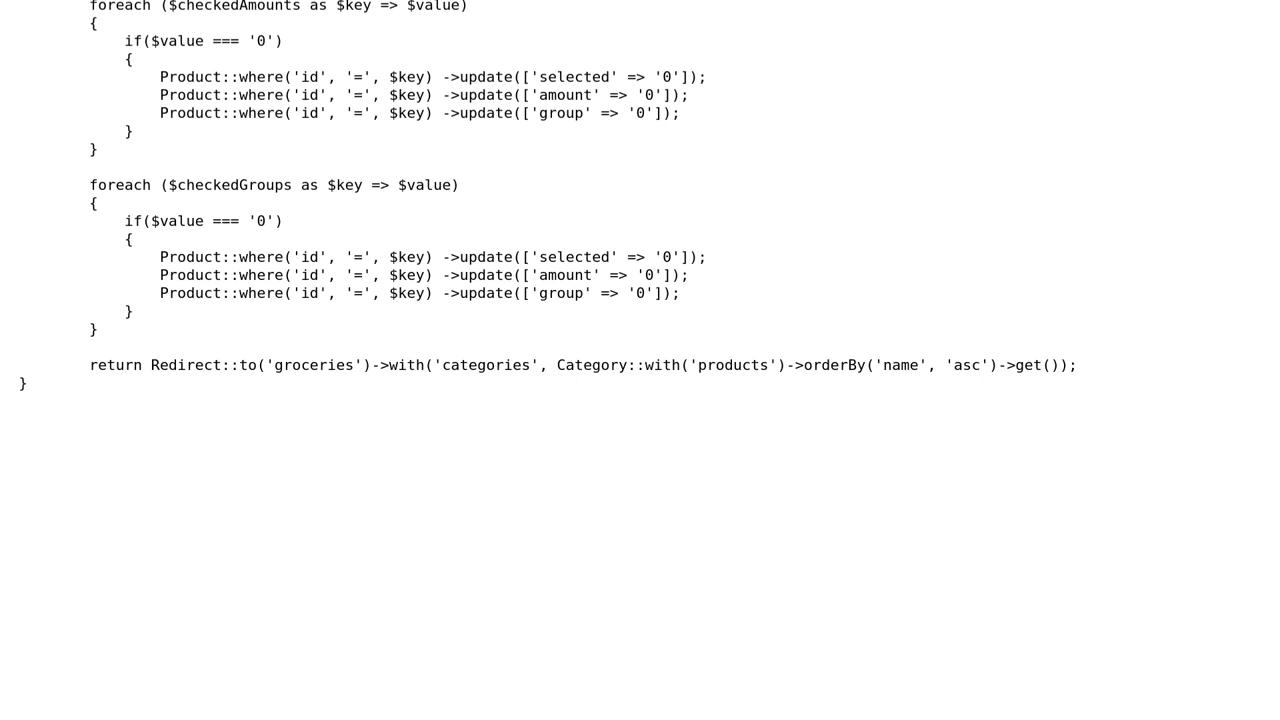 foreach ($checkedAmounts as $key => $value)
{
if($value === '0')
{
Product::where('id', '=', $key) ->update(['selected' => '0']);
Product::where('id', '=', $key) ->update(['amount' => '0']);
Product::where('id', '=', $key) ->update(['group' => '0']);
}
}
foreach ($checkedGroups as $key => $value)
{
if($value === '0')
{
Product::where('id', '=', $key) ->update(['selected' => '0']);
Product::where('id', '=', $key) ->update(['amount' => '0']);
Product::where('id', '=', $key) ->update(['group' => '0']);
}
}
return Redirect::to('groceries')->with('categories', Category::with('products')->orderBy('name', 'asc')->get());
}